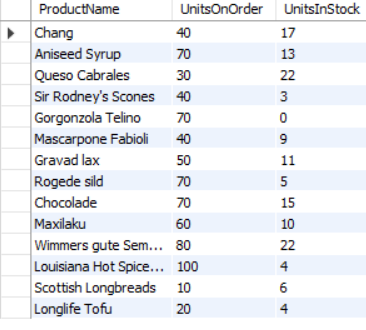 ProductName UnitsOnOrder UnitsInStock
Chang 40 17
Aniseed Syrup 70 13
Queso Cabrales 30 22
Sir Rodney's Scones 40 3
Gorgonzola Telino 70 0
Mascarpone Fabioli 40 9
Gravad lax 50 11
Rogede sild 70 5
Chocolade 70 15
Maxilaku 60 10
Wimmers gute Sem... 80 22
Louisiana Hot Spice... 100 4
Scottish Longbreads 10 6
Longlife Tofu 20 4